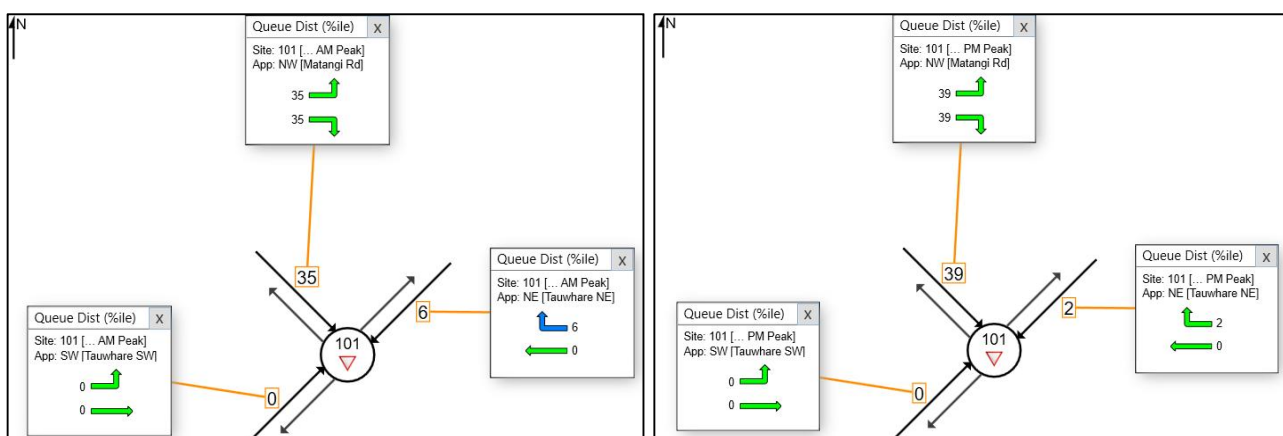 N
Queue Dist (%ile) X
Site: 101 [... AM Peak]
App: NW [Matangi Rd]
35
35
35
Queue Dist (%ile) X
Site: 101 [... AM Peak]
App: NE [Tauwhare NE]
6
0
6
Queue Dist (%ile) X
Site: 101 [... AM Peak]
App: SW [Tauwhare SW]
0
0
0
101
N
Queue Dist (%ile) X
Site: 101 [... PM Peak]
App: NW [Matangi Rd]
39
39
39
Queue Dist (%ile) X
Site: 101 [... PM Peak]
App: NE [Tauwhare NE]
2
0
2
Queue Dist (%ile) X
Site: 101 [... PM Peak]
App: SW [Tauwhare SW]
0
0
0
101